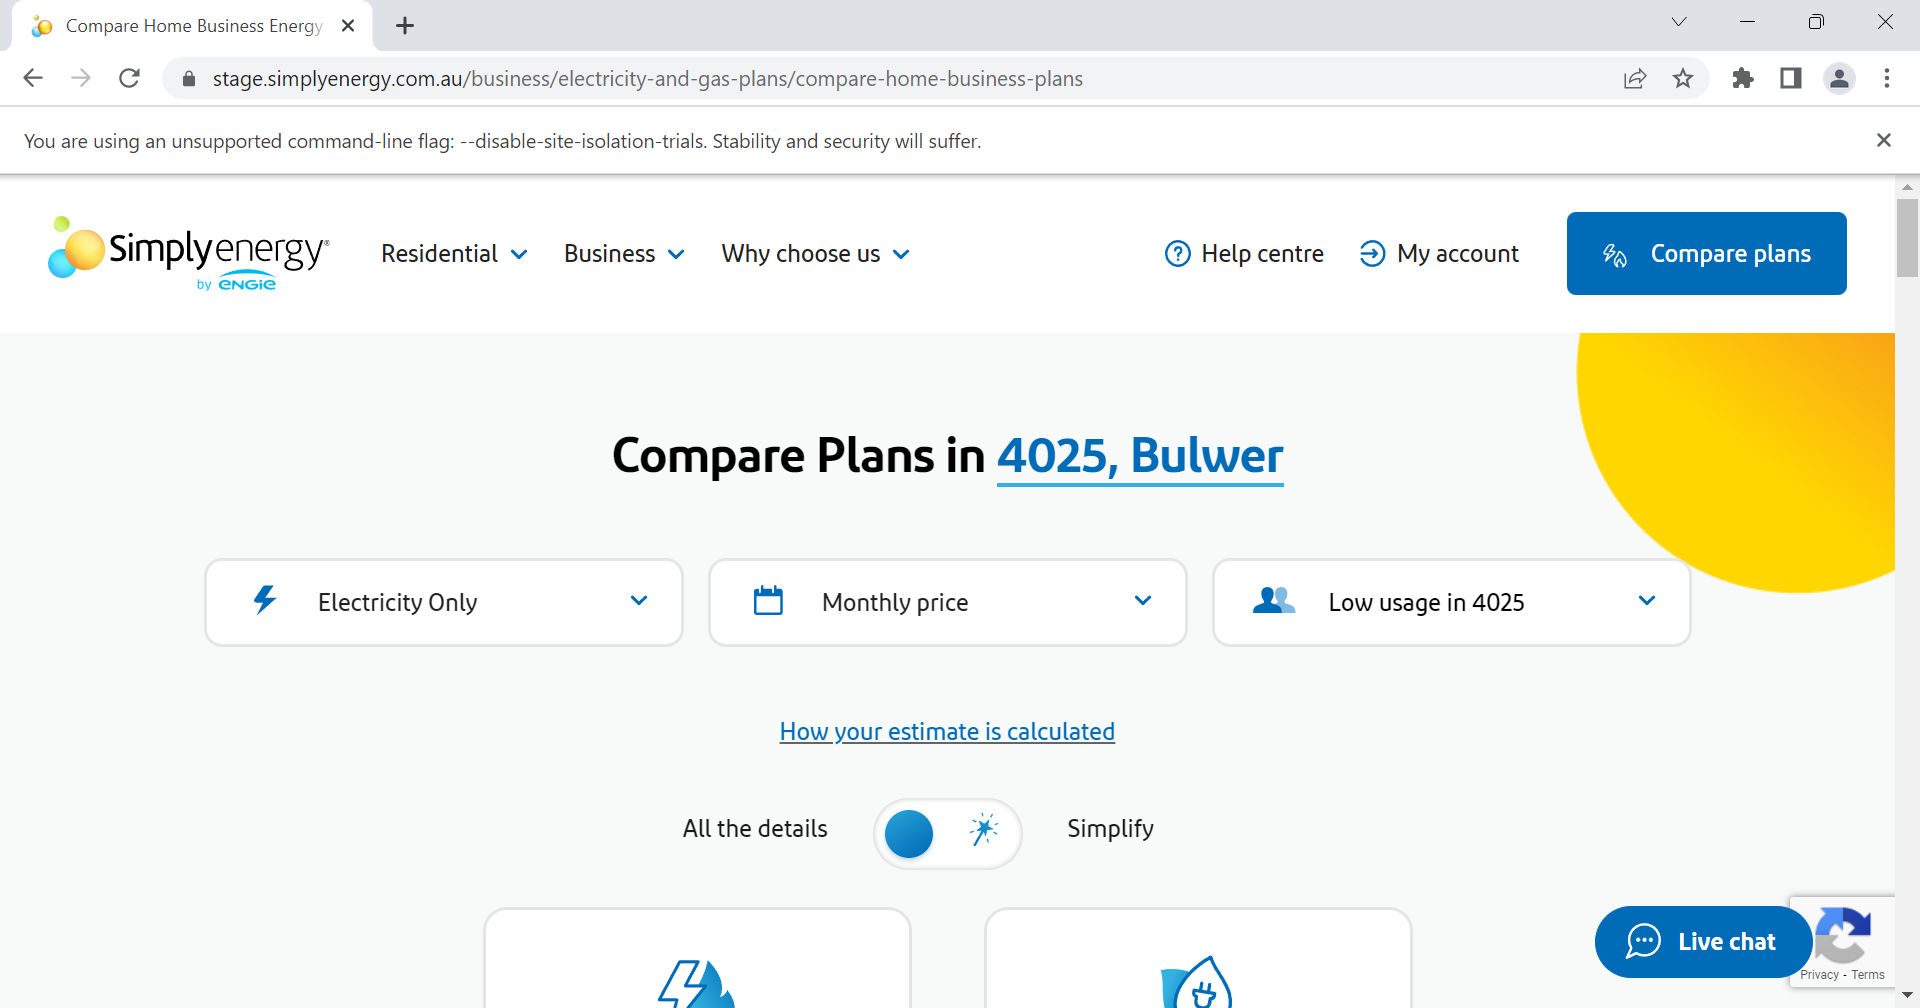 Compare Home Business Energy
stage.simplyenergy.com.au/business/electricity-and-gas-plans/compare-home-business-plans
You are using an unsupported command-line flag: --disable-site-isolation-trials. Stability and security will suffer.
Simplyenergy®
by ENGIE
Residential
Business
Why choose us
Help centre
My account
Compare plans
Compare Plans in 4025, Bulwer
Electricity Only
Monthly price
Low usage in 4025
How your estimate is calculated
All the details
Simplify
Live chat
Privacy - Terms